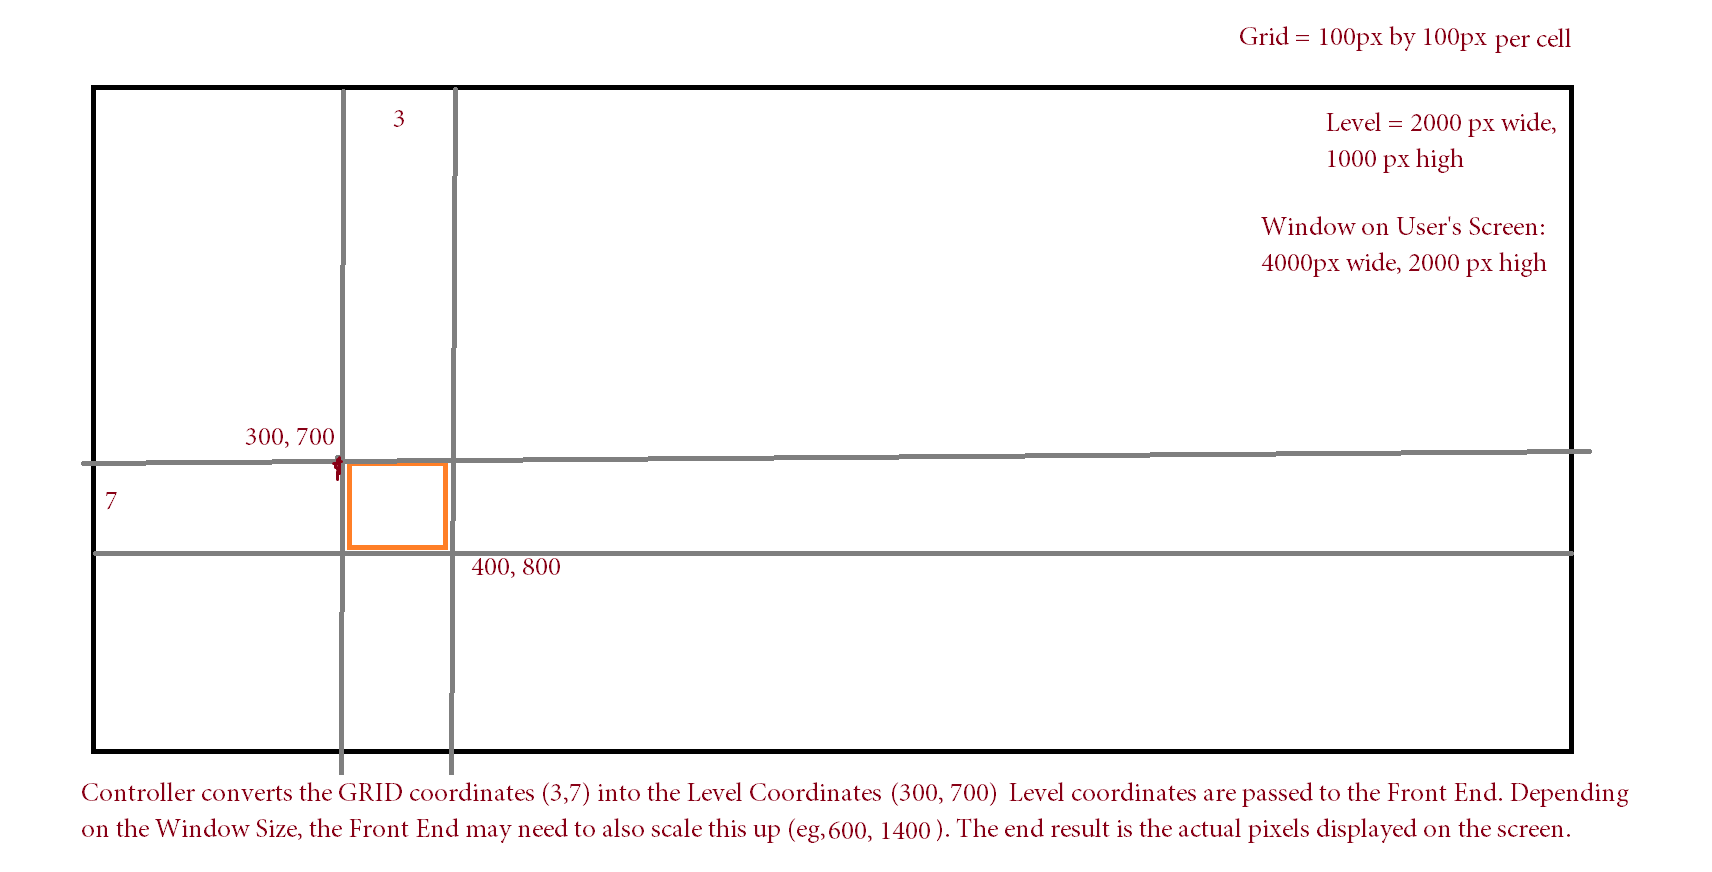 Grid = 100px by 100px per cell
3
Level = 2000 px wide,
1000 px high
Window on User's Screen:
4000px wide, 2000 px high
300, 700
7
400, 800
Controller converts the GRID coordinates (3,7) into the Level Coordinates (300, 700) Level coordinates are passed to the Front End. Depending
on the Window Size, the Front End may need to also scale this up (eg,600, 1400 ). The end result is the actual pixels displayed on the screen.